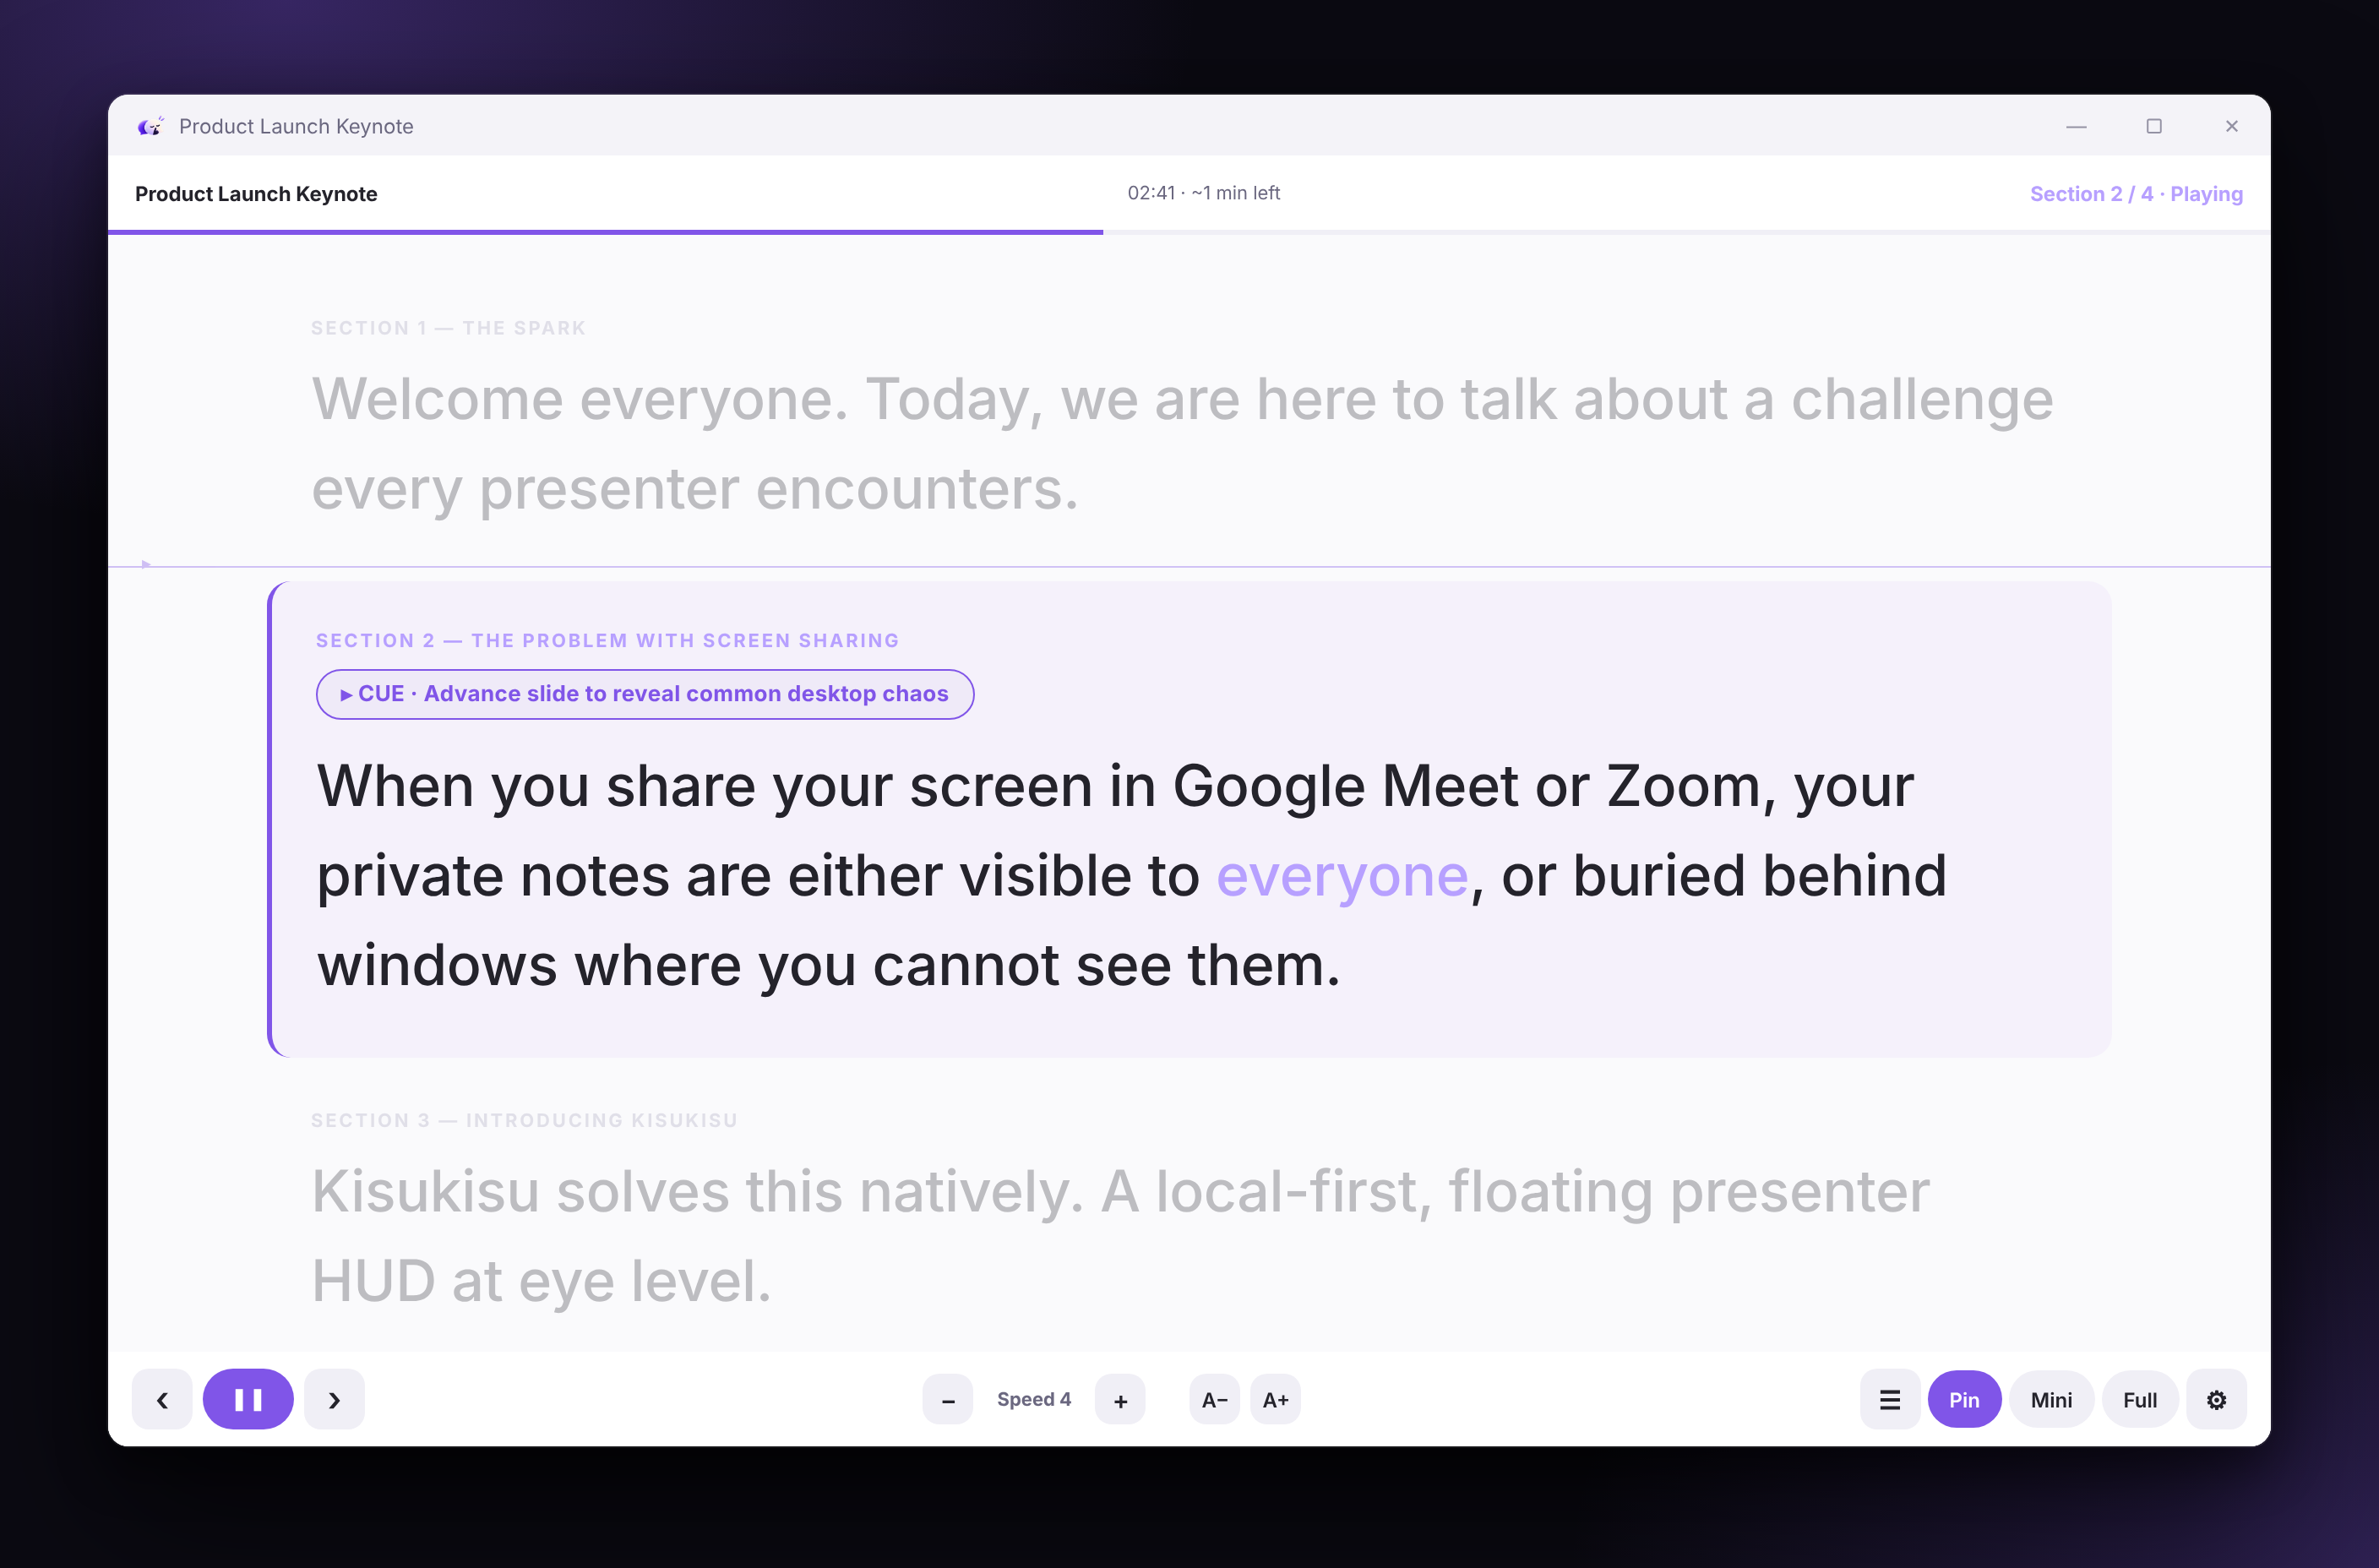 Product Launch Keynote
Product Launch Keynote
02:41 · ~1 min left
Section 2 / 4 · Playing
SECTION 1 — THE SPARK
Welcome everyone. Today, we are here to talk about a challenge
every presenter encounters.
SECTION 2 — THE PROBLEM WITH SCREEN SHARING
▸ CUE · Advance slide to reveal common desktop chaos
When you share your screen in Google Meet or Zoom, your
private notes are either visible to everyone, or buried behind
windows where you cannot see them.
SECTION 3 — INTRODUCING KISUKISU
Kisukisu solves this natively. A local-first, floating presenter
HUD at eye level.
– Speed 4 + A− A+
Pin Mini Full